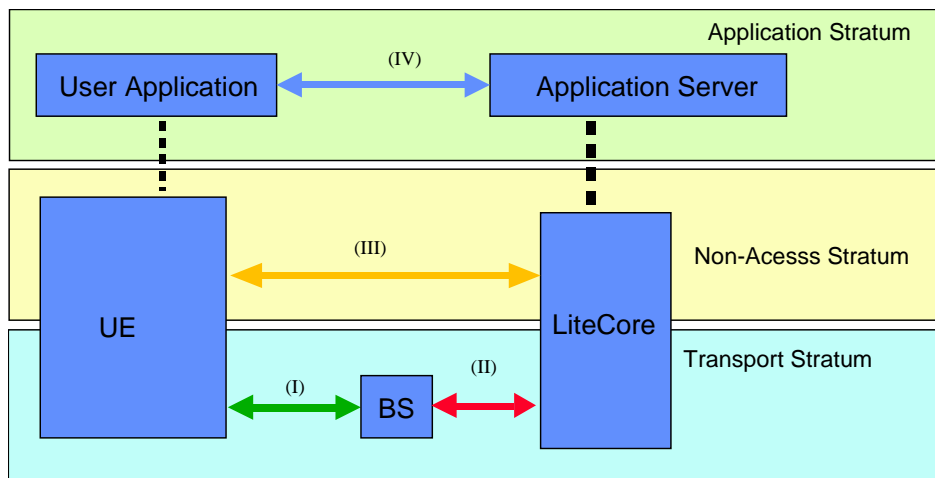 Application Stratum
(IV)
User Application
Application Server
(III)
Non-Acesss Stratum
UE
LiteCore
Transport Stratum
(I)
(II)
BS